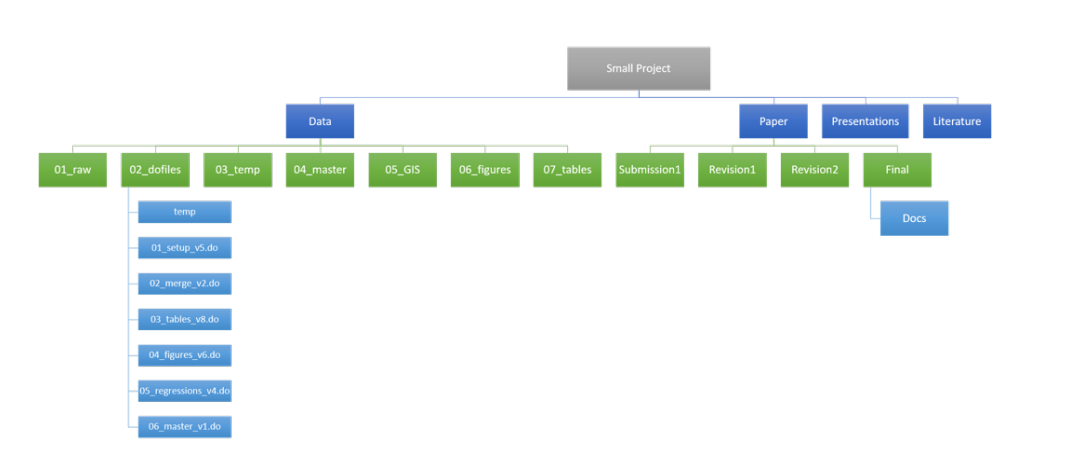 Small Project
Data
Paper
Presentations
Literature
01_raw
02_dofiles
03_temp
04_master
05_GIS
06_figures
07_tables
Submission1
Revision1
Revision2
Final
temp
Docs
01_setup_v5.do
02_merge_v2.do
03_tables_v8.do
04_figures_v6.do
05_regressions_v4.do
06_master_v1.do